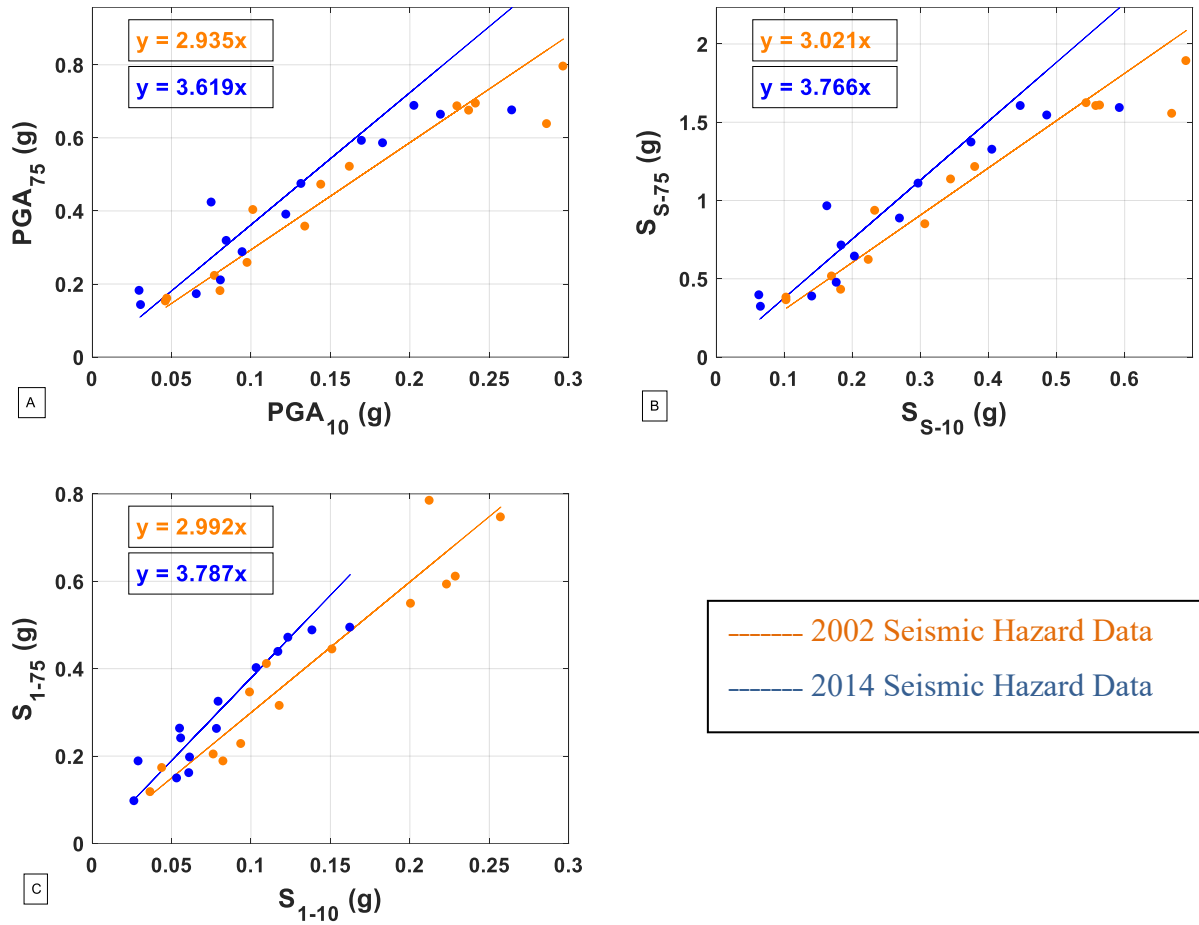 y = 2.935x
y = 3.619x
0.8
0.6
0.4
0.2
0
0 0.05 0.1 0.15 0.2 0.25 0.3
PGA75 (g)
PGA10 (g)
A
y = 3.021x
y = 3.766x
2
1.5
1
0.5
0
0 0.1 0.2 0.3 0.4 0.5 0.6
SS-75 (g)
SS-10 (g)
B
y = 2.992x
y = 3.787x
0.8
0.6
0.4
0.2
0
0 0.05 0.1 0.15 0.2 0.25 0.3
S1-75 (g)
S1-10 (g)
C
2002 Seismic Hazard Data
2014 Seismic Hazard Data